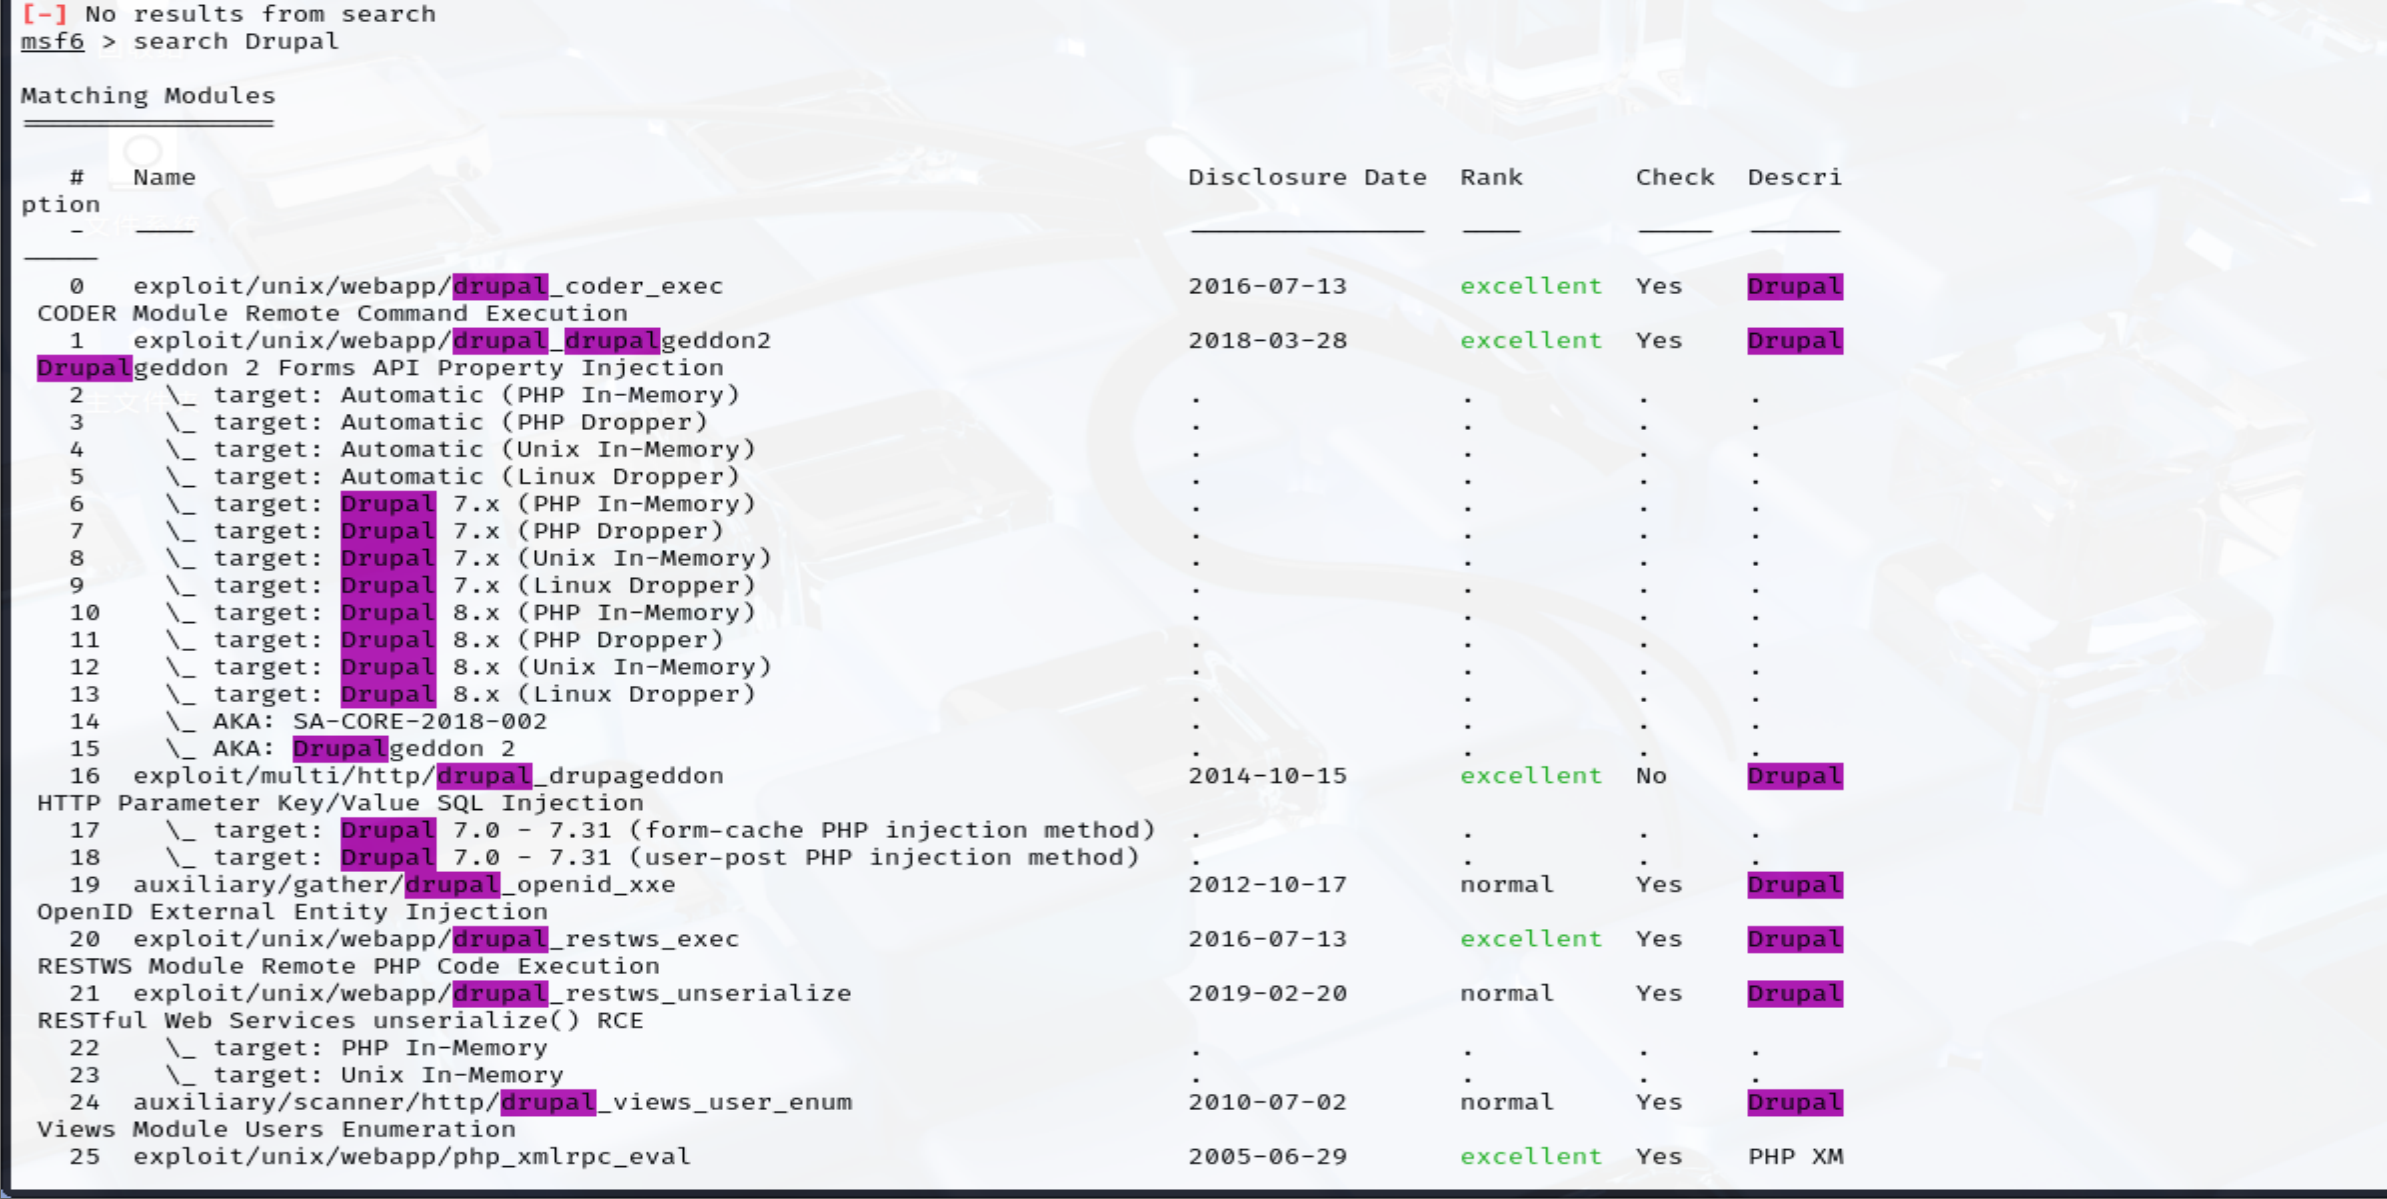 [-] No results from search
msf6 > search Drupal
Matching Modules
================
   #   Name                                                               Disclosure Date  Rank       Check  Descri
ption
   -   ----                                                               ---------------  ----       -----  ------
-----
   0   exploit/unix/webapp/drupal_coder_exec                              2016-07-13       excellent  Yes    Drupal
 CODER Module Remote Command Execution
   1   exploit/unix/webapp/drupal_drupalgeddon2                           2018-03-28       excellent  Yes    Drupal
 Drupalgeddon 2 Forms API Property Injection
   2     \_ target: Automatic (PHP In-Memory)                             .                .          .      .
   3     \_ target: Automatic (PHP Dropper)                               .                .          .      .
   4     \_ target: Automatic (Unix In-Memory)                            .                .          .      .
   5     \_ target: Automatic (Linux Dropper)                             .                .          .      .
   6     \_ target: Drupal 7.x (PHP In-Memory)                            .                .          .      .
   7     \_ target: Drupal 7.x (PHP Dropper)                              .                .          .      .
   8     \_ target: Drupal 7.x (Unix In-Memory)                           .                .          .      .
   9     \_ target: Drupal 7.x (Linux Dropper)                            .                .          .      .
   10    \_ target: Drupal 8.x (PHP In-Memory)                            .                .          .      .
   11    \_ target: Drupal 8.x (PHP Dropper)                              .                .          .      .
   12    \_ target: Drupal 8.x (Unix In-Memory)                           .                .          .      .
   13    \_ target: Drupal 8.x (Linux Dropper)                            .                .          .      .
   14    \_ AKA: SA-CORE-2018-002                                         .                .          .      .
   15    \_ AKA: Drupalgeddon 2                                           .                .          .      .
   16  exploit/multi/http/drupal_drupageddon                              2014-10-15       excellent  No     Drupal
 HTTP Parameter Key/Value SQL Injection
   17    \_ target: Drupal 7.0 - 7.31 (form-cache PHP injection method)   .                .          .      .
   18    \_ target: Drupal 7.0 - 7.31 (user-post PHP injection method)    .                .          .      .
   19  auxiliary/gather/drupal_openid_xxe                                 2012-10-17       normal     Yes    Drupal
 OpenID External Entity Injection
   20  exploit/unix/webapp/drupal_restws_exec                             2016-07-13       excellent  Yes    Drupal
 RESTWS Module Remote PHP Code Execution
   21  exploit/unix/webapp/drupal_restws_unserialize                      2019-02-20       normal     Yes    Drupal
 RESTful Web Services unserialize() RCE
   22    \_ target: PHP In-Memory                                         .                .          .      .
   23    \_ target: Unix In-Memory                                        .                .          .      .
   24  auxiliary/scanner/http/drupal_views_user_enum                      2010-07-02       normal     Yes    Drupal
 Views Module Users Enumeration
   25  exploit/unix/webapp/php_xmlrpc_eval                                2005-06-29       excellent  Yes    PHP XM